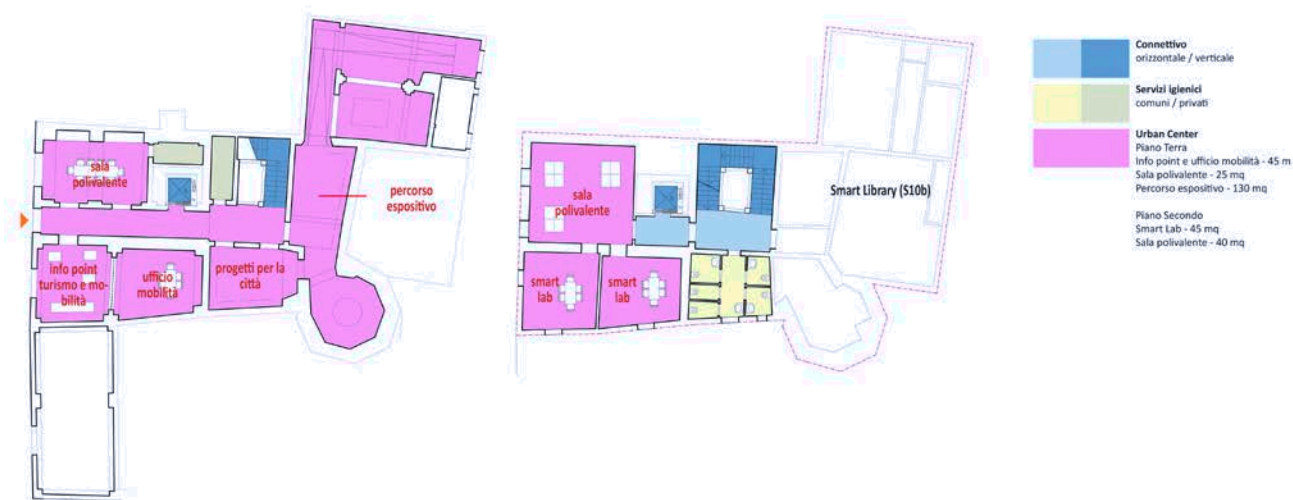 sala
polivalente
percorso
espositivo
info point
turismo e mo-
bilità
ufficio
mobilità
progetti per la
città
sala
polivalente
smart
lab
smart
lab
Smart Library (S10b)
Connettivo
orizzontale / verticale
Servizi igienici
comuni / privati
Urban Center
Piano Terra
Info point e ufficio mobilità - 45 m
Sala polivalente - 25 mq
Percorso espositivo - 130 mq
Piano Secondo
Smart Lab - 45 mq
Sala polivalente - 40 mq